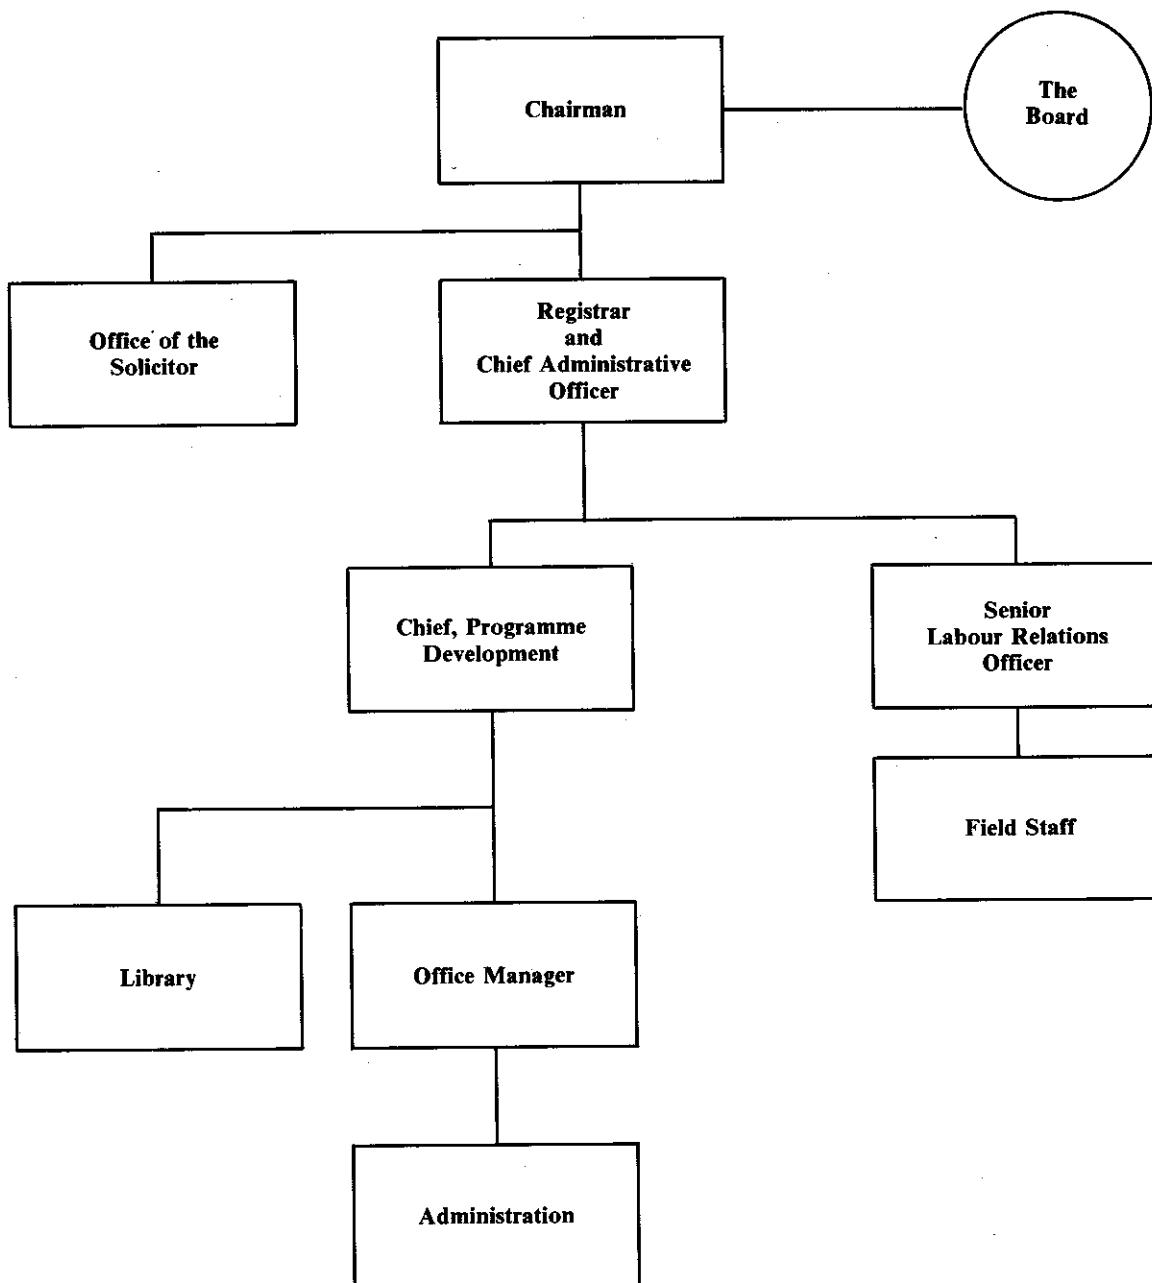 Chairman
The
Board
Office of the
Solicitor
Registrar
and
Chief Administrative
Officer
Chief, Programme
Development
Senior
Labour Relations
Officer
Field Staff
Library
Office Manager
Administration